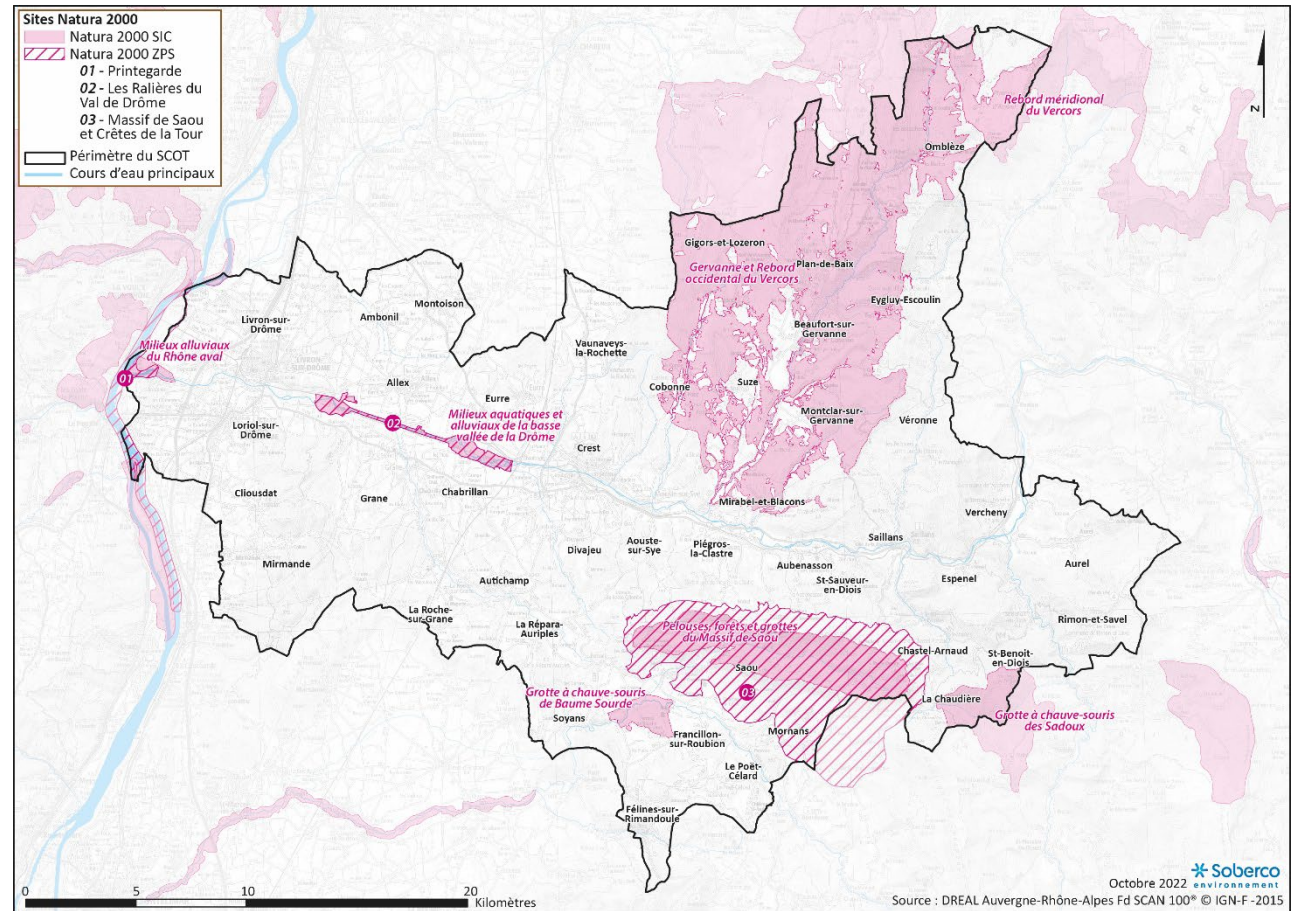 Sites Natura 2000
Natura 2000 SIC
Natura 2000 ZPS
01 - Printegarde
02 - Les Ralières du
Val de Drôme
03 - Massif de Saou
et Crêtes de la Tour
Périmètre du SCOT
Cours d'eau principaux
N
Rebord méridional
du Vercors
Omblèze
Gigors-et-Lozeron
Gervanne et Rebord
occidental du Vercors
Plan-de-Baix
Eygluy-Escoulin
Montoison
Ambonil
Livron-sur-
Drôme
Beaufort-sur-
Gervanne
Vaunaveys-
la-Rochette
Milieux alluviaux
du Rhône aval
01
Allex
Eurre
Cobonne
Suze
02
Milieux aquatiques et
alluviaux de la basse
vallée de la Drôme
Montclar-sur-
Gervanne
Véronne
Loriol-sur-
Drôme
Crest
Cliousdat
Grane
Chabrillan
Mirabel-et-Blacons
Vercheny
Saillans
Divajeu
Aouste-
sur-Sye
Piégros-
la-Clastre
Aubenasson
Mirmande
Autichamp
St-Sauveur-
en-Diois
Espenel
Aurel
La Roche-
sur-Grane
La Répara-
Auriples
Rimon-et-Savel
Pelouses, forêts et grottes
du Massif de Saou
Chastel-Arnaud
St-Benoit-
en-Diois
Saou
03
La Chaudière
Grotte à chauve-souris
de Baume Sourde
Soyans
Grotte à chauve-souris
des Sadoux
Francillon-
sur-Roubion
Mornans
Le Poët-
Célard
Félines-sur-
Rimandoule
0 5 10 20 Kilomètres
Octobre 2022
Soberco
environnement
Source : DREAL Auvergne-Rhône-Alpes Fd SCAN 100® © IGN-F -2015